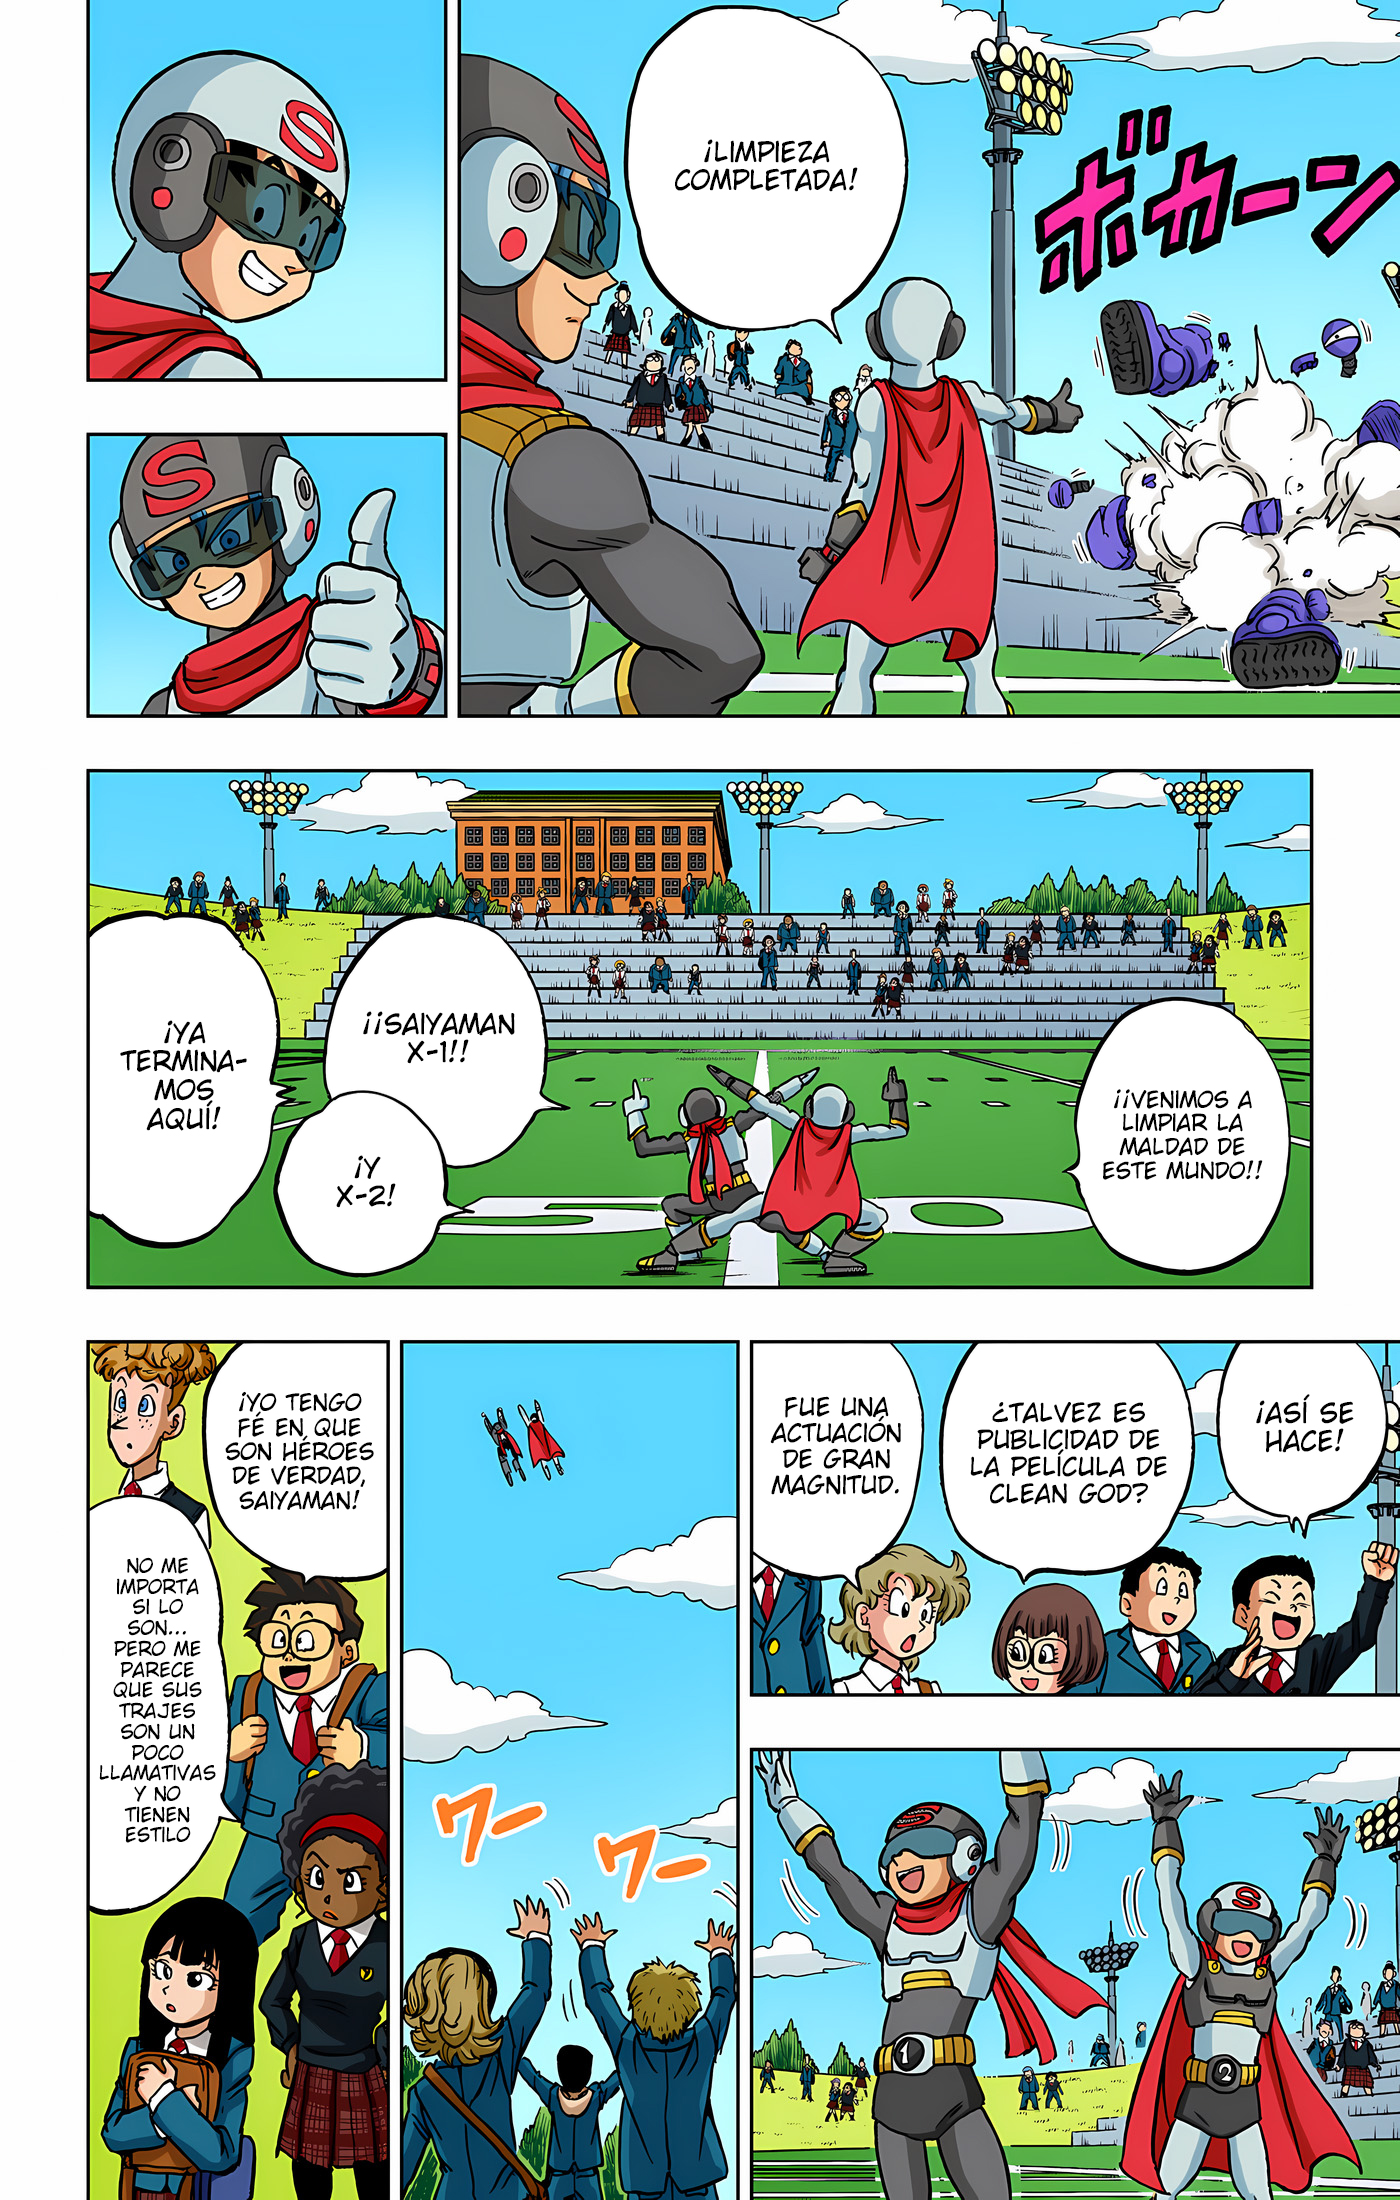 ¡LIMPIEZA
COMPLETADA!
ボカーン
S
S
S
¡¡VENIMOS A
LIMPIAR LA
MALDAD DE
ESTE MUNDO!!
¡¡SAIYAMAN
X-1!!
¡Y
X-2!
¡YA
TERMINA-
MOS
AQUÍ!
5 0
¡ASÍ SE
HACE!
¿TALVEZ ES
PUBLICIDAD DE
LA PELÍCULA DE
CLEAN GOD?
FUE UNA
ACTUACIÓN
DE GRAN
MAGNITUD.
S
S
1
2
ワー
ワー
¡YO TENGO
FÉ EN QUE
SON HÉROES
DE VERDAD,
SAIYAMAN!
NO ME
IMPORTA
SI LO
SON...
PERO ME
PARECE
QUE SUS
TRAJES
SON UN
POCO
LLAMATIVAS
Y NO
TIENEN
ESTILO